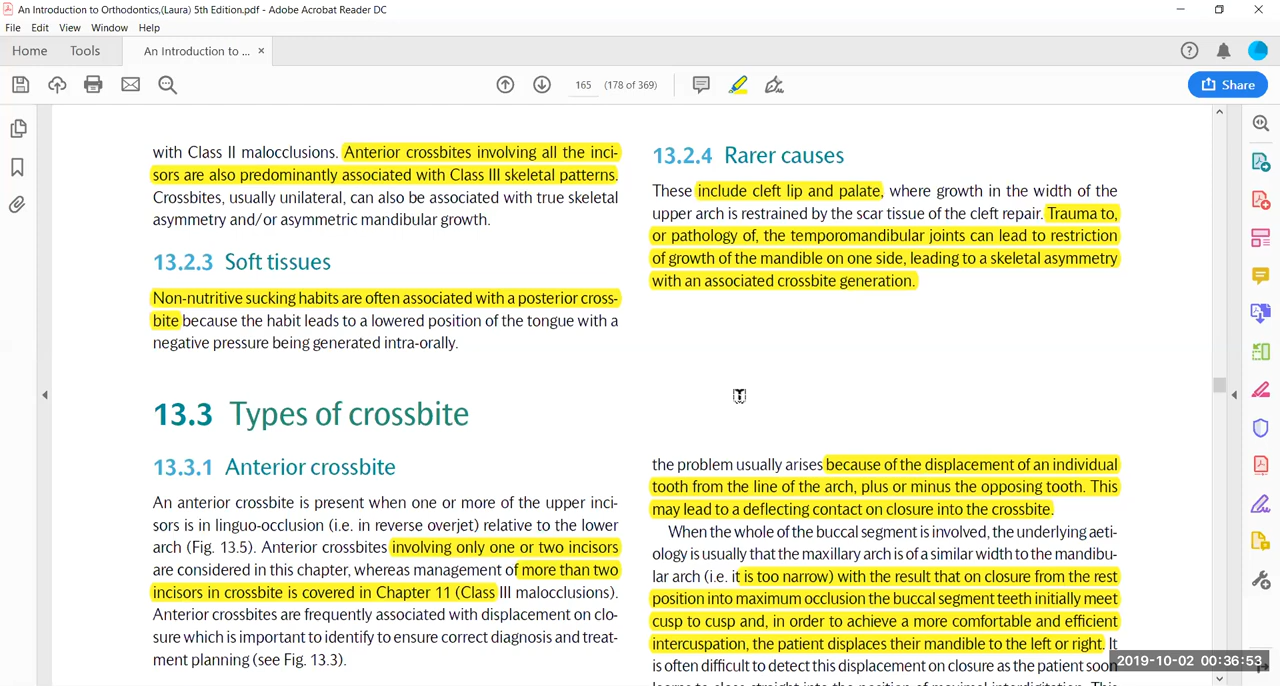 An Introduction to Orthodontics,(Laura) 5th Edition.pdf - Adobe Acrobat Reader DC
File Edit View Window Help
Home Tools An Introduction to ... ×
165 (178 of 369) Share
with Class II malocclusions. Anterior crossbites involving all the inci-
sors are also predominantly associated with Class III skeletal patterns.
Crossbites, usually unilateral, can also be associated with true skeletal
asymmetry and/or asymmetric mandibular growth.
13.2.3 Soft tissues
Non-nutritive sucking habits are often associated with a posterior cross-
bite because the habit leads to a lowered position of the tongue with a
negative pressure being generated intra-orally.
13.2.4 Rarer causes
These include cleft lip and palate, where growth in the width of the
upper arch is restrained by the scar tissue of the cleft repair. Trauma to,
or pathology of, the temporomandibular joints can lead to restriction
of growth of the mandible on one side, leading to a skeletal asymmetry
with an associated crossbite generation.
13.3 Types of crossbite
13.3.1 Anterior crossbite
An anterior crossbite is present when one or more of the upper inci-
sors is in linguo-occlusion (i.e. in reverse overjet) relative to the lower
arch (Fig. 13.5). Anterior crossbites involving only one or two incisors
are considered in this chapter, whereas management of more than two
incisors in crossbite is covered in Chapter 11 (Class III malocclusions).
Anterior crossbites are frequently associated with displacement on clo-
sure which is important to identify to ensure correct diagnosis and treat-
ment planning (see Fig. 13.3).
the problem usually arises because of the displacement of an individual
tooth from the line of the arch, plus or minus the opposing tooth. This
may lead to a deflecting contact on closure into the crossbite.
When the whole of the buccal segment is involved, the underlying aeti-
ology is usually that the maxillary arch is of a similar width to the mandibu-
lar arch (i.e. it is too narrow) with the result that on closure from the rest
position into maximum occlusion the buccal segment teeth initially meet
cusp to cusp and, in order to achieve a more comfortable and efficient
intercuspation, the patient displaces their mandible to the left or right. It
is often difficult to detect this displacement on closure as the patient soon
learns to close straight into the position of maximal interdigitation. This
2019-10-02 00:36:53